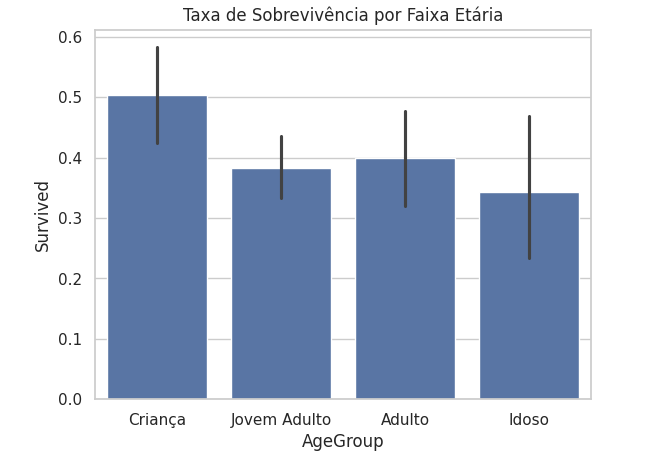 Taxa de Sobrevivência por Faixa Etária
0.6
0.5
0.4
0.3
0.2
0.1
0.0
Survived
Criança Jovem Adulto Adulto Idoso
AgeGroup